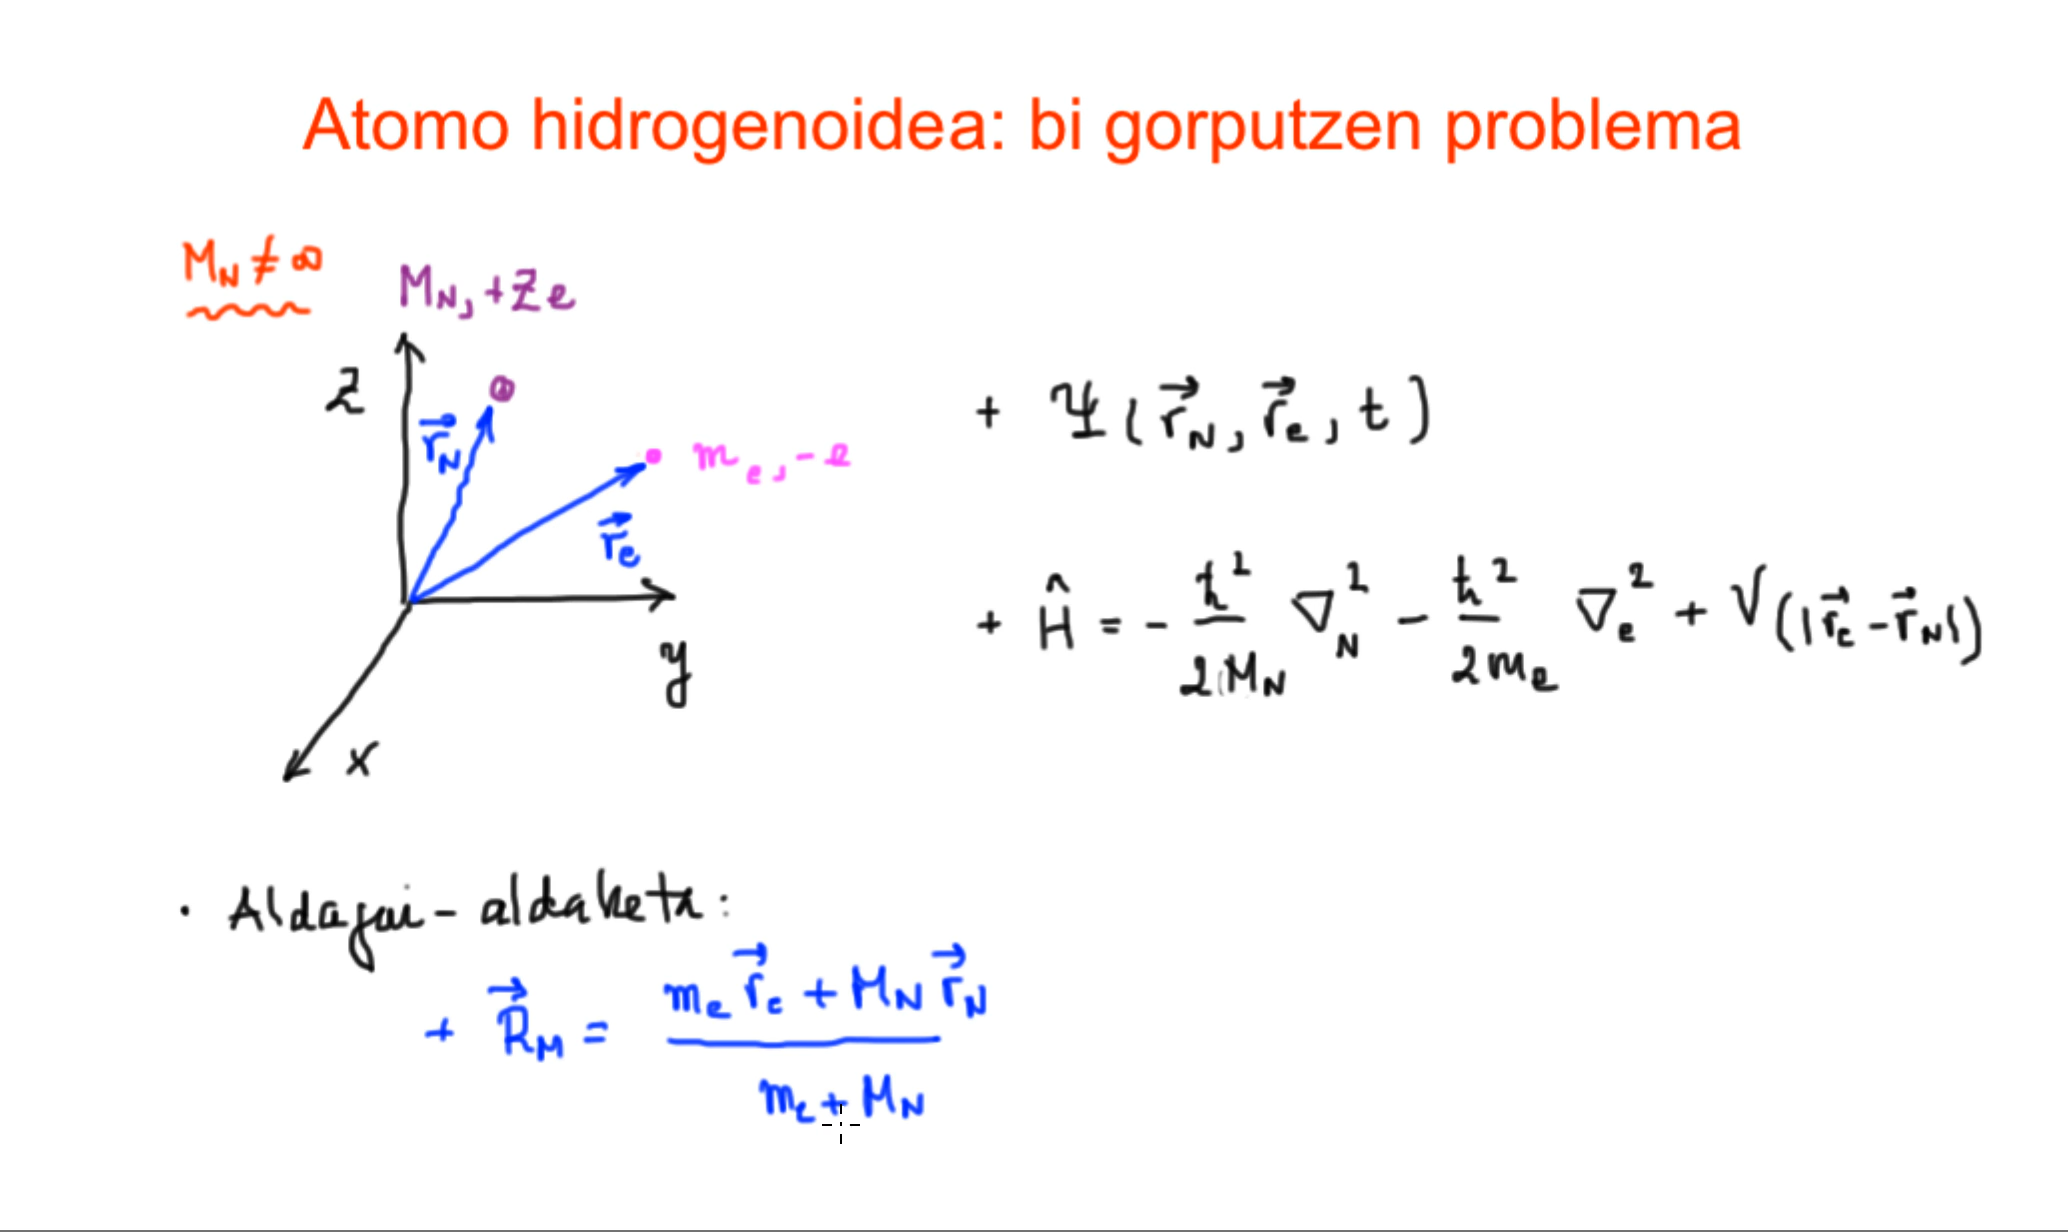 Atomo hidrogenoidea: bi gorputzen problema
M_N ≠ ∞
M_N, +Ze
z
r⃗_N
m_e, -e
r⃗_e
y
x
+ Ψ(r⃗_N, r⃗_e, t)
+ Ĥ = - ħ²/2M_N ∇²_N - ħ²/2m_e ∇_e² + V(|r⃗_e - r⃗_N|)
· Aldagai-aldaketa:
+ R⃗_M = (m_e r⃗_e + M_N r⃗_N)/(m_e + M_N)